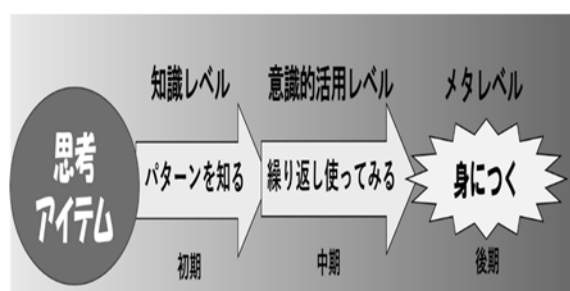 知識レベル
意識的活用レベル
メタレベル
思考
アイテム
パターンを知る
繰り返し使ってみる
身につく
初期
中期
後期